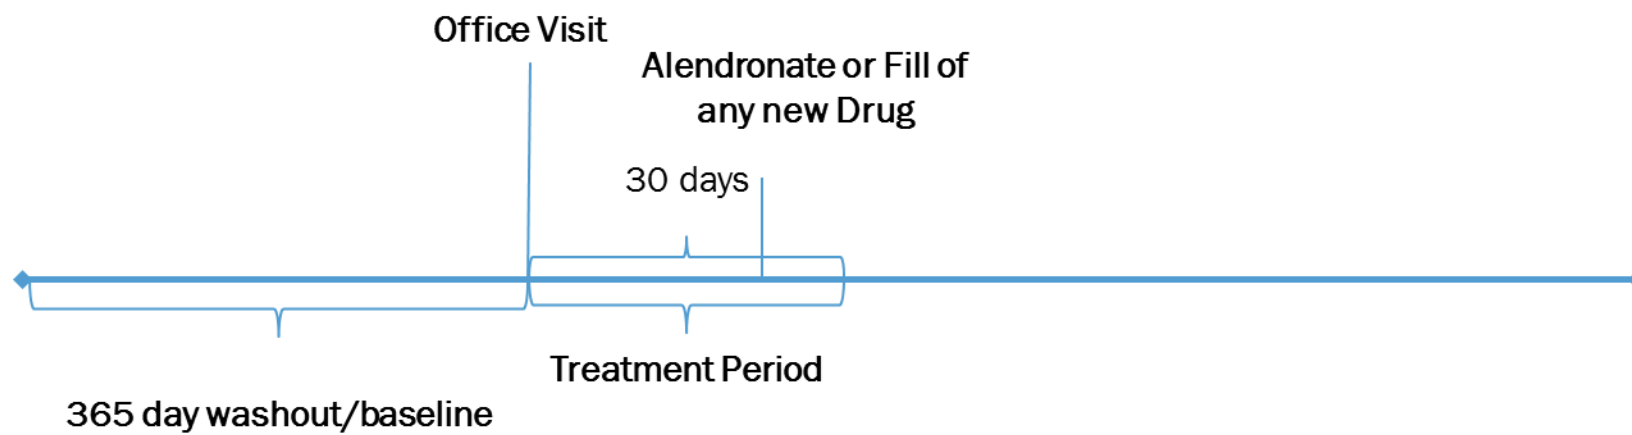 Office Visit
Alendronate or Fill of
any new Drug
30 days
Treatment Period
365 day washout/baseline